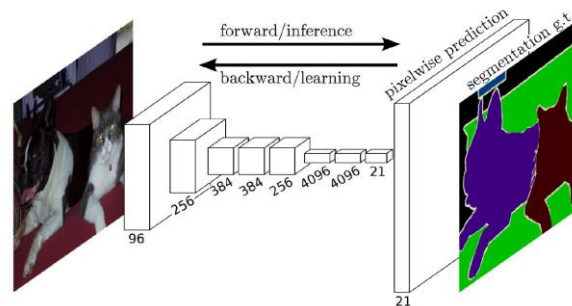 forward/inference
backward/learning
pixelwise prediction
segmentation g.t.
96
256
384
384
256
4096
4096
21
21